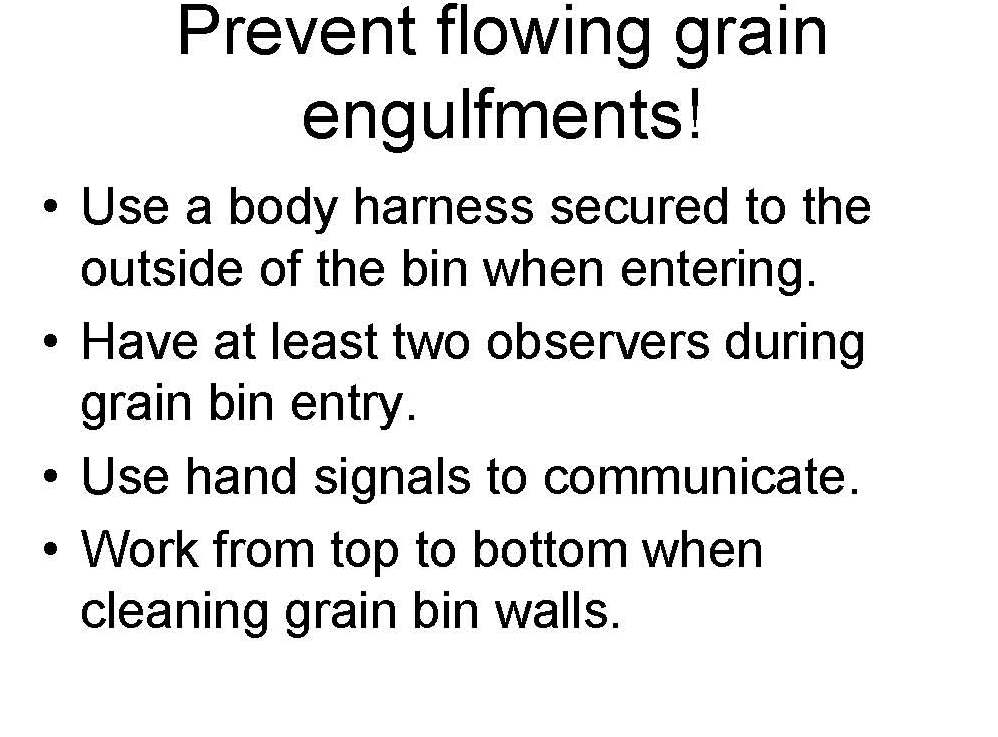 Prevent flowing grain
engulfments!
• Use a body harness secured to the
outside of the bin when entering.
• Have at least two observers during
grain bin entry.
• Use hand signals to communicate.
• Work from top to bottom when
cleaning grain bin walls.